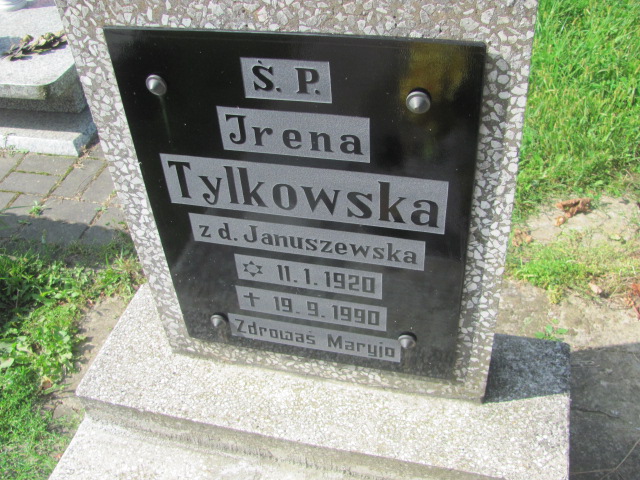 Ś. P.
Jrena
Tylkowska
z d. Januszewska
✡ 11.1.1920
✝ 19.9.1990
Zdrowaś Maryjo